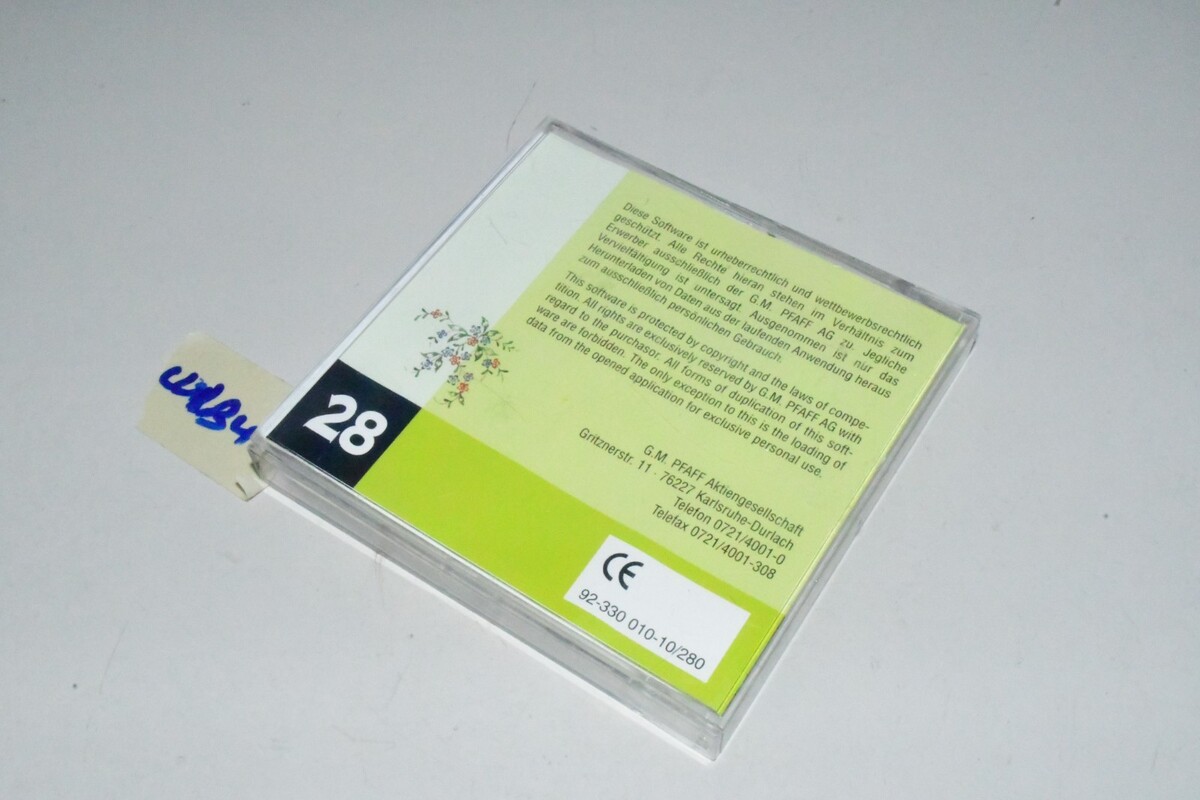 Diese Software ist urheberrechtlich und wettbewerbsrechtlich
geschützt. Alle Rechte hieran stehen im Verhältnis zum
Erwerber ausschließlich der G.M. PFAFF AG zu. Jegliche
Vervielfältigung ist untersagt. Ausgenommen ist nur das
Herunterladen von Daten aus der laufenden Anwendung heraus
zum ausschließlich persönlichen Gebrauch.
This software is protected by copyright and the laws of compe-
tition. All rights are exclusively reserved by G.M. PFAFF AG with
regard to the purchasor. All forms of duplication of this soft-
ware are forbidden. The only exception to this is the loading of
data from the opened application for exclusive personal use.
G.M. PFAFF Aktiengesellschaft
Gritznerstr. 11 · 76227 Karlsruhe-Durlach
Telefon 0721/4001-0
Telefax 0721/4001-308
28
CE
92-330 010-10/280